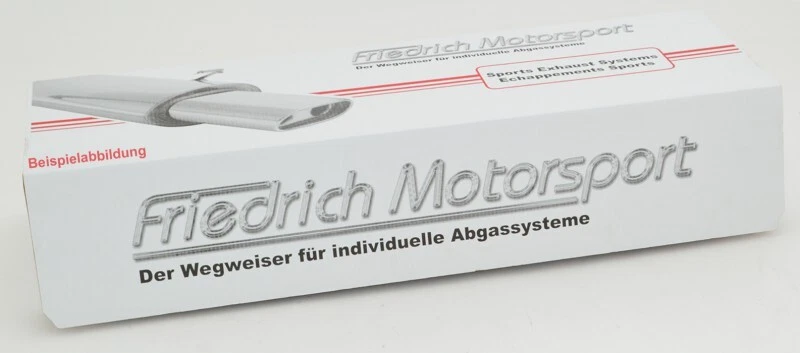 Friedrich Motorsport
Der Wegweiser für individuelle Abgassysteme
Sports Exhaust Systems
Echappements Sports
Beispielabbildung
Friedrich Motorsport
Der Wegweiser für individuelle Abgassysteme